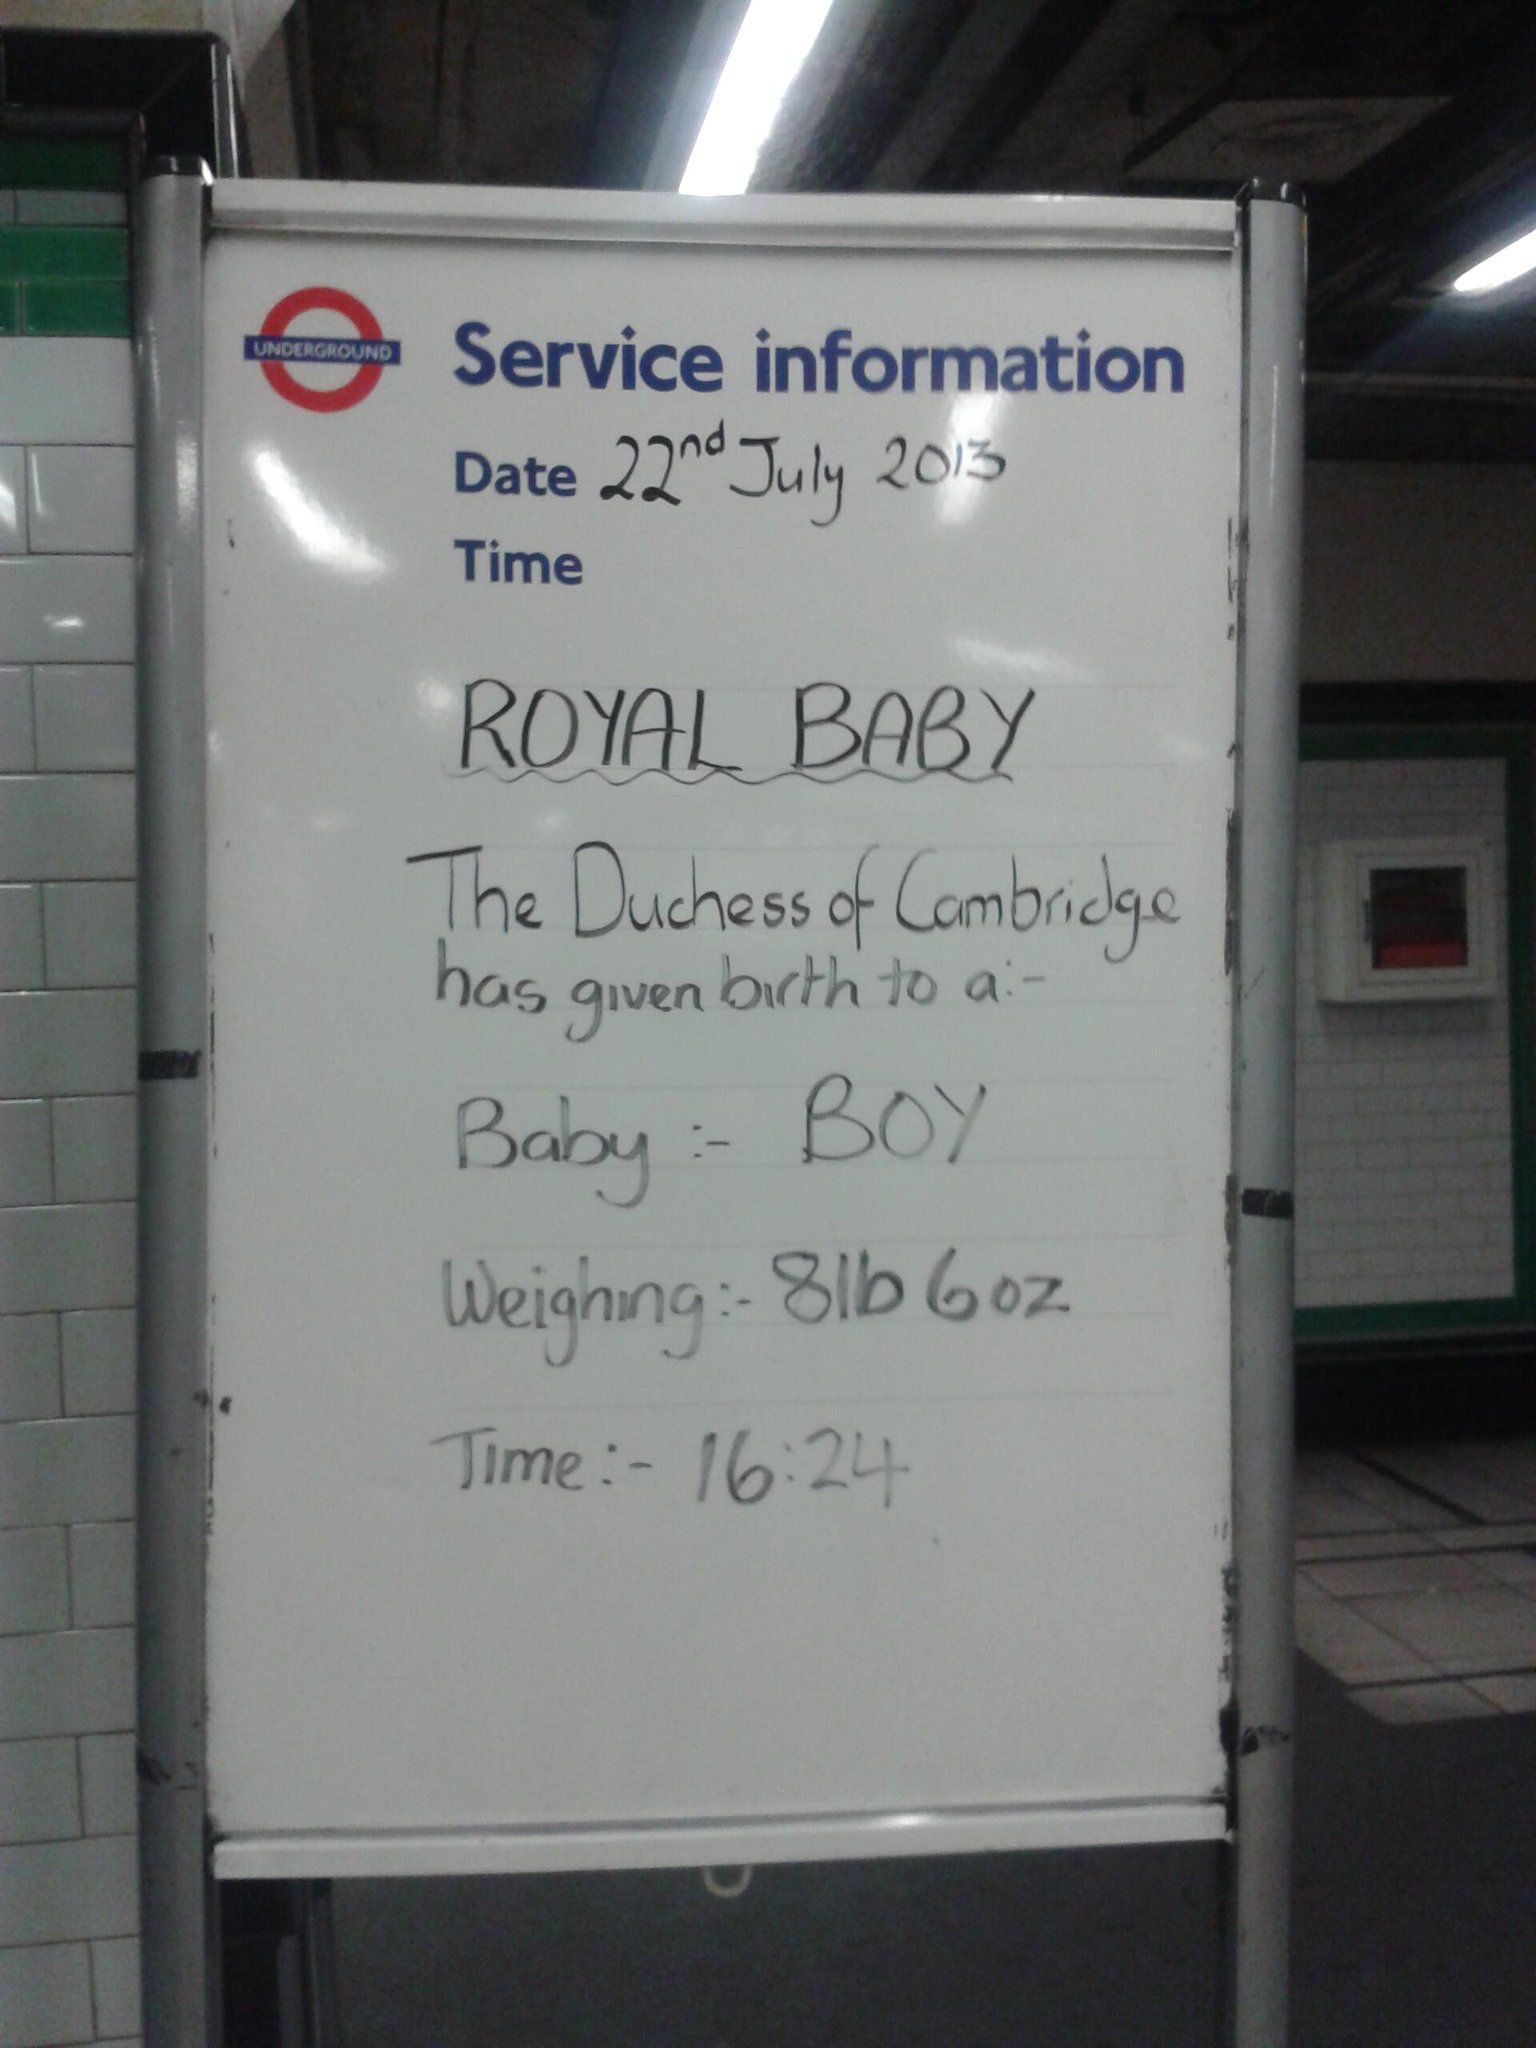 UNDERGROUND
Service information
Date 22nd July 2013
Time
ROYAL BABY
The Duchess of Cambridge
has given birth to a:-
Baby :- BOY
Weighing:- 8lb 6oz
Time:- 16:24